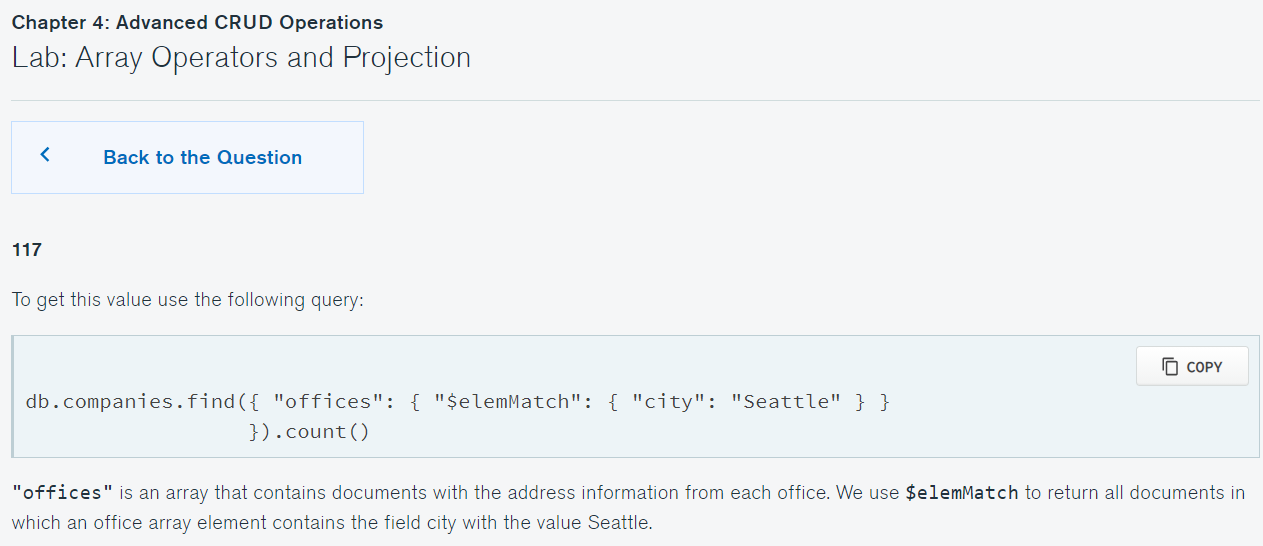 Chapter 4: Advanced CRUD Operations
Lab: Array Operators and Projection
Back to the Question
117
To get this value use the following query:
COPY
db.companies.find({ "offices": { "$elemMatch": { "city": "Seattle" } }
}).count()
"offices" is an array that contains documents with the address information from each office. We use $elemMatch to return all documents in
which an office array element contains the field city with the value Seattle.